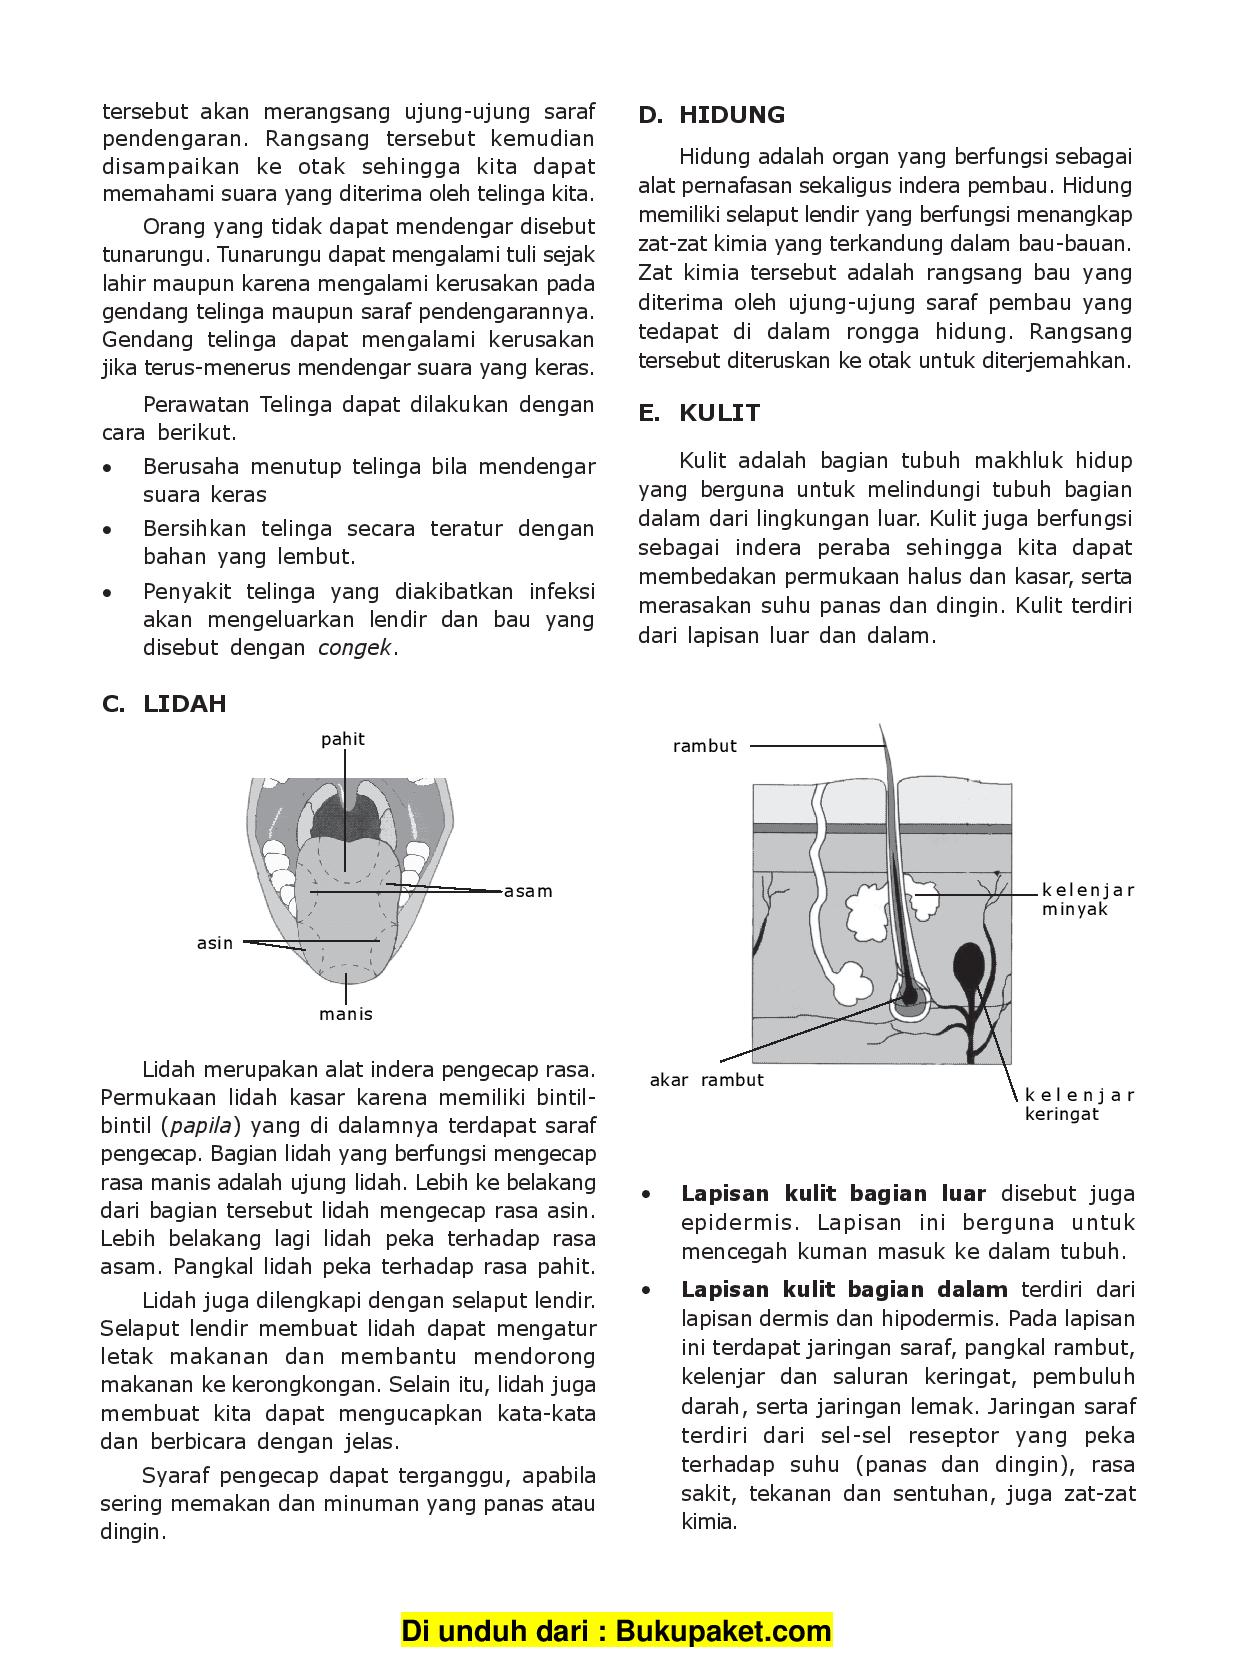 tersebut akan merangsang ujung-ujung saraf
pendengaran. Rangsang tersebut kemudian
disampaikan ke otak sehingga kita dapat
memahami suara yang diterima oleh telinga kita.
Orang yang tidak dapat mendengar disebut
tunarungu. Tunarungu dapat mengalami tuli sejak
lahir maupun karena mengalami kerusakan pada
gendang telinga maupun saraf pendengarannya.
Gendang telinga dapat mengalami kerusakan
jika terus-menerus mendengar suara yang keras.
Perawatan Telinga dapat dilakukan dengan
cara berikut.
• Berusaha menutup telinga bila mendengar
suara keras
• Bersihkan telinga secara teratur dengan
bahan yang lembut.
• Penyakit telinga yang diakibatkan infeksi
akan mengeluarkan lendir dan bau yang
disebut dengan congek.
C. LIDAH
pahit
asam
asin
manis
Lidah merupakan alat indera pengecap rasa.
Permukaan lidah kasar karena memiliki bintil-
bintil (papila) yang di dalamnya terdapat saraf
pengecap. Bagian lidah yang berfungsi mengecap
rasa manis adalah ujung lidah. Lebih ke belakang
dari bagian tersebut lidah mengecap rasa asin.
Lebih belakang lagi lidah peka terhadap rasa
asam. Pangkal lidah peka terhadap rasa pahit.
Lidah juga dilengkapi dengan selaput lendir.
Selaput lendir membuat lidah dapat mengatur
letak makanan dan membantu mendorong
makanan ke kerongkongan. Selain itu, lidah juga
membuat kita dapat mengucapkan kata-kata
dan berbicara dengan jelas.
Syaraf pengecap dapat terganggu, apabila
sering memakan dan minuman yang panas atau
dingin.
D. HIDUNG
Hidung adalah organ yang berfungsi sebagai
alat pernafasan sekaligus indera pembau. Hidung
memiliki selaput lendir yang berfungsi menangkap
zat-zat kimia yang terkandung dalam bau-bauan.
Zat kimia tersebut adalah rangsang bau yang
diterima oleh ujung-ujung saraf pembau yang
tedapat di dalam rongga hidung. Rangsang
tersebut diteruskan ke otak untuk diterjemahkan.
E. KULIT
Kulit adalah bagian tubuh makhluk hidup
yang berguna untuk melindungi tubuh bagian
dalam dari lingkungan luar. Kulit juga berfungsi
sebagai indera peraba sehingga kita dapat
membedakan permukaan halus dan kasar, serta
merasakan suhu panas dan dingin. Kulit terdiri
dari lapisan luar dan dalam.
rambut
kelenjar
minyak
akar rambut
kelenjar
keringat
• Lapisan kulit bagian luar disebut juga
epidermis. Lapisan ini berguna untuk
mencegah kuman masuk ke dalam tubuh.
• Lapisan kulit bagian dalam terdiri dari
lapisan dermis dan hipodermis. Pada lapisan
ini terdapat jaringan saraf, pangkal rambut,
kelenjar dan saluran keringat, pembuluh
darah, serta jaringan lemak. Jaringan saraf
terdiri dari sel-sel reseptor yang peka
terhadap suhu (panas dan dingin), rasa
sakit, tekanan dan sentuhan, juga zat-zat
kimia.
Di unduh dari : Bukupaket.com